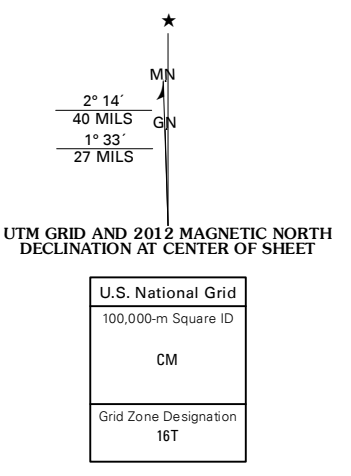 ★
MN
2° 14´
40 MILS
GN
1° 33´
27 MILS
UTM GRID AND 2012 MAGNETIC NORTH
DECLINATION AT CENTER OF SHEET
U.S. National Grid
100,000-m Square ID
CM
Grid Zone Designation
16T